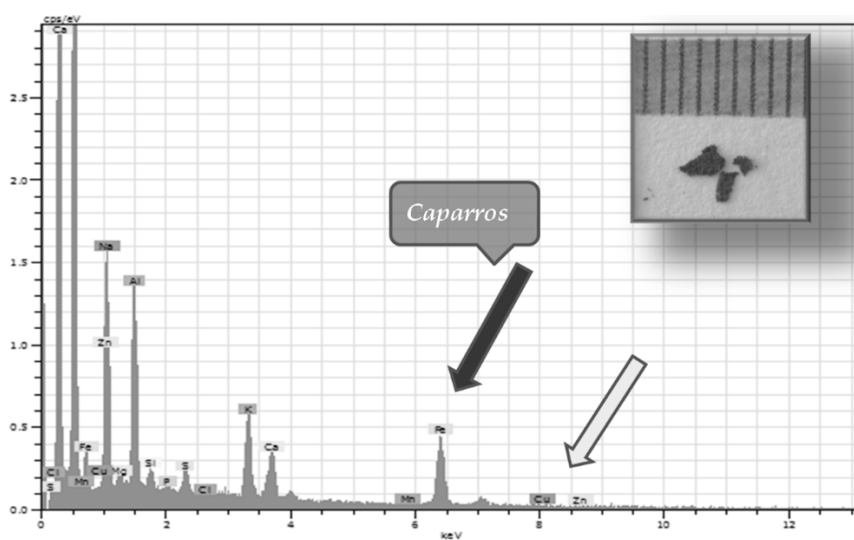 cps/eV
Ca
2.5
2.0
Caparros
Na
1.5
Al
Zn
1.0
K
Fe
0.5
Fe
Ca
Si
S
Cl
Cu
Mg
P
S
Mn
Cl
Mn
Cu
Zn
0.0
0
2
4
6
8
10
12
keV